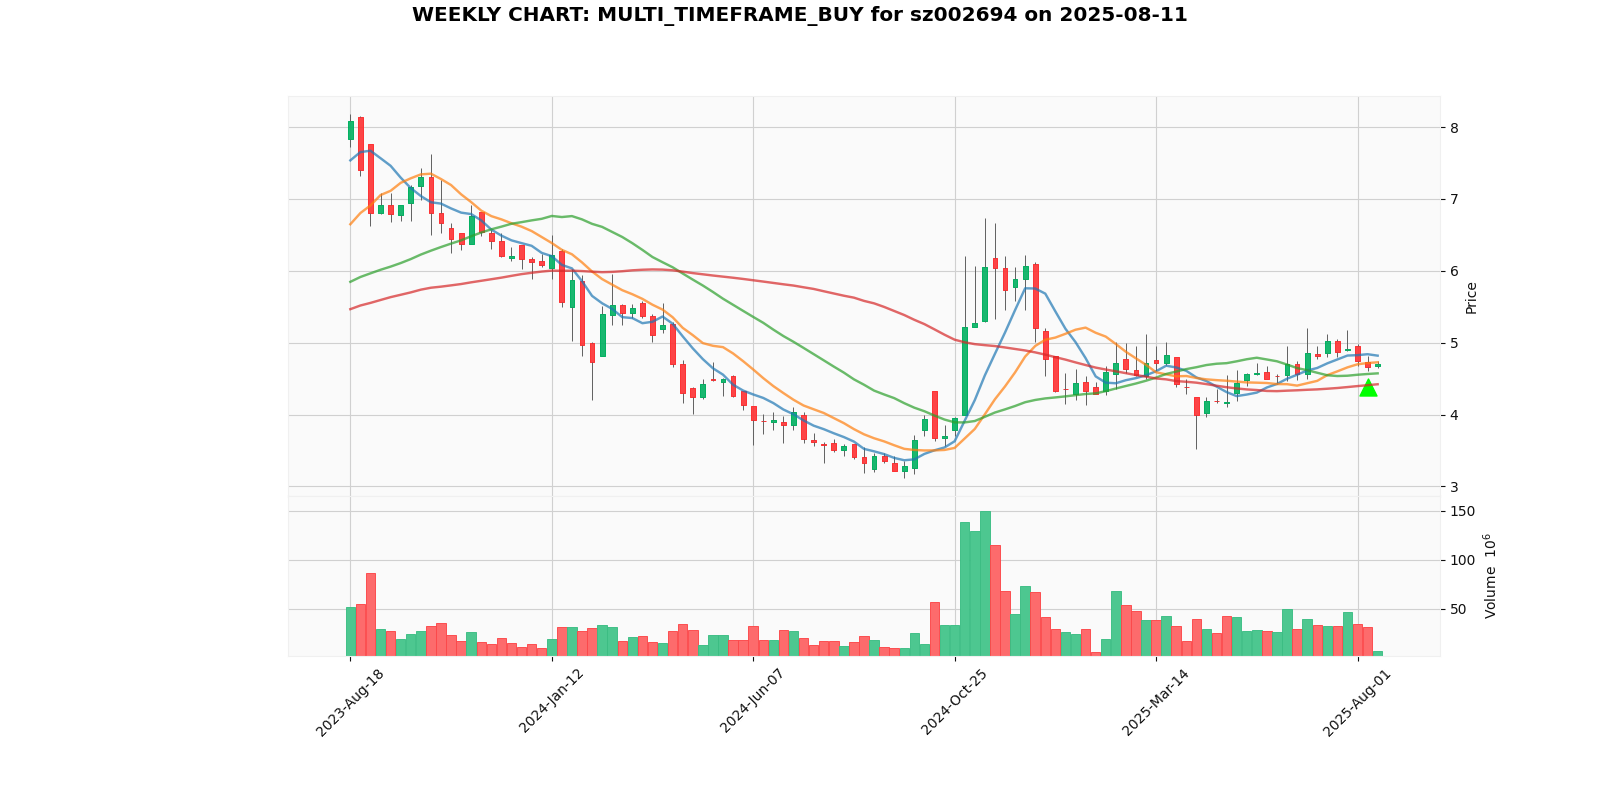 WEEKLY CHART: MULTI_TIMEFRAME_BUY for sz002694 on 2025-08-11
8
7
6
5
4
3
Price
150
100
50
Volume 10^6
2023-Aug-18
2024-Jan-12
2024-Jun-07
2024-Oct-25
2025-Mar-14
2025-Aug-01